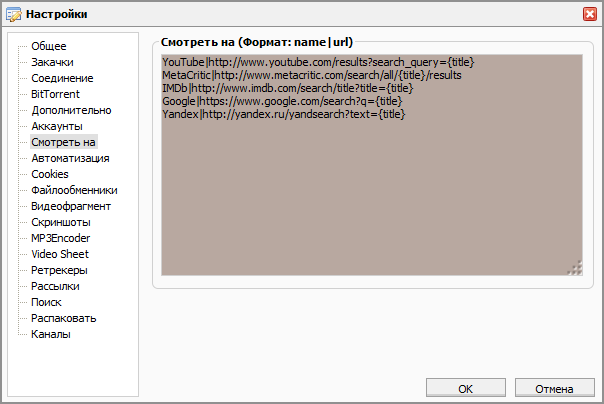 Настройки
Общее
Закачки
Соединение
BitTorrent
Дополнительно
Аккаунты
Смотреть на
Автоматизация
Cookies
Файлообменники
Видеофрагмент
Скриншоты
MP3Encoder
Video Sheet
Ретрекеры
Рассылки
Поиск
Распаковать
Каналы
Смотреть на (Формат: name|url)
YouTube|http://www.youtube.com/results?search_query={title}
MetaCritic|http://www.metacritic.com/search/all/{title}/results
IMDb|http://www.imdb.com/search/title?title={title}
Google|https://www.google.com/search?q={title}
Yandex|http://yandex.ru/yandsearch?text={title}
OK
Отмена